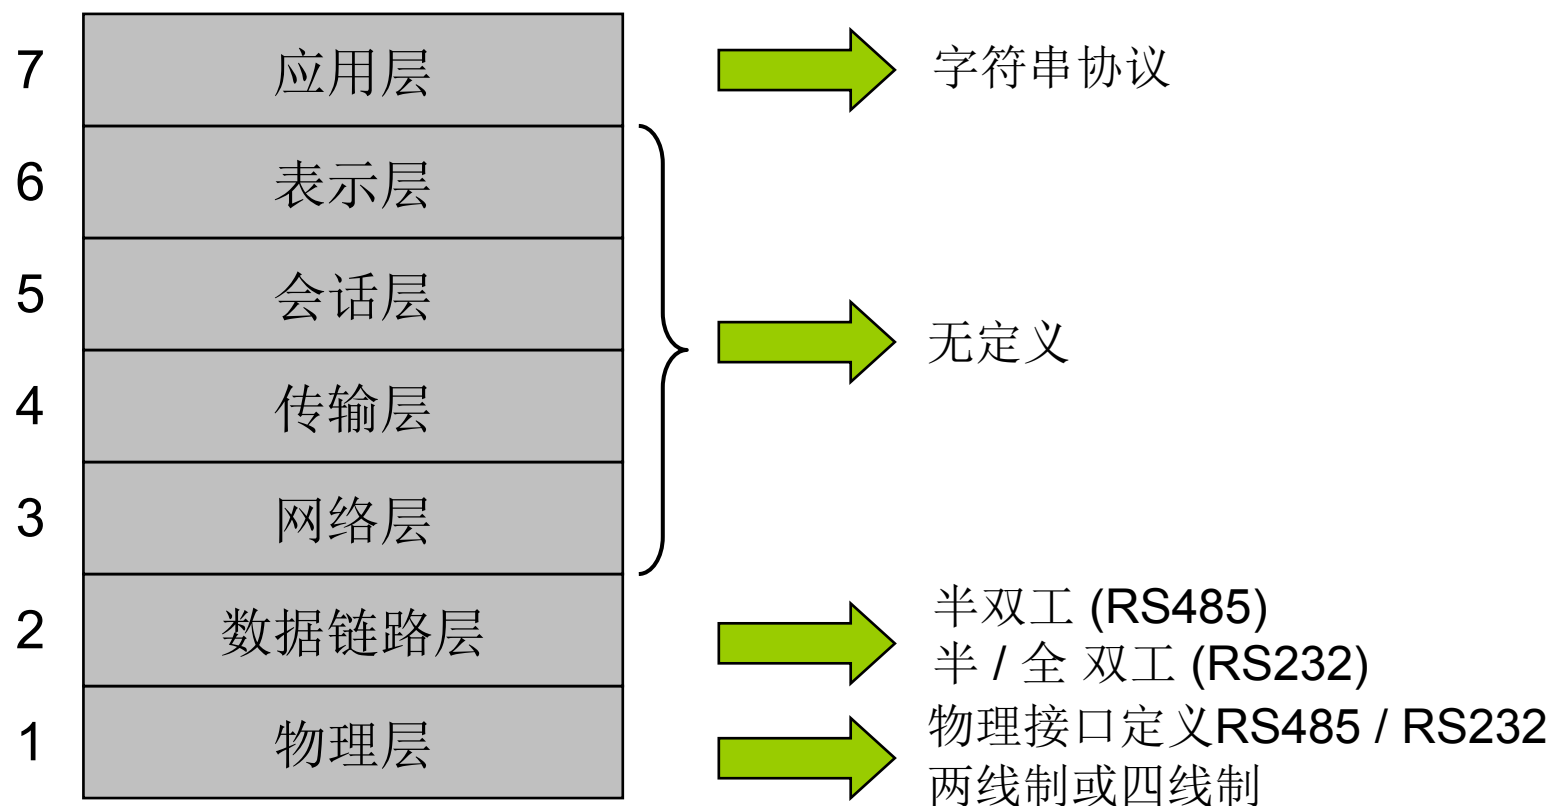 7 应用层 字符串协议
6 表示层
5 会话层
无定义
4 传输层
3 网络层
2 数据链路层
半双工 (RS485)
半 / 全 双工 (RS232)
1 物理层
物理接口定义RS485 / RS232
两线制或四线制